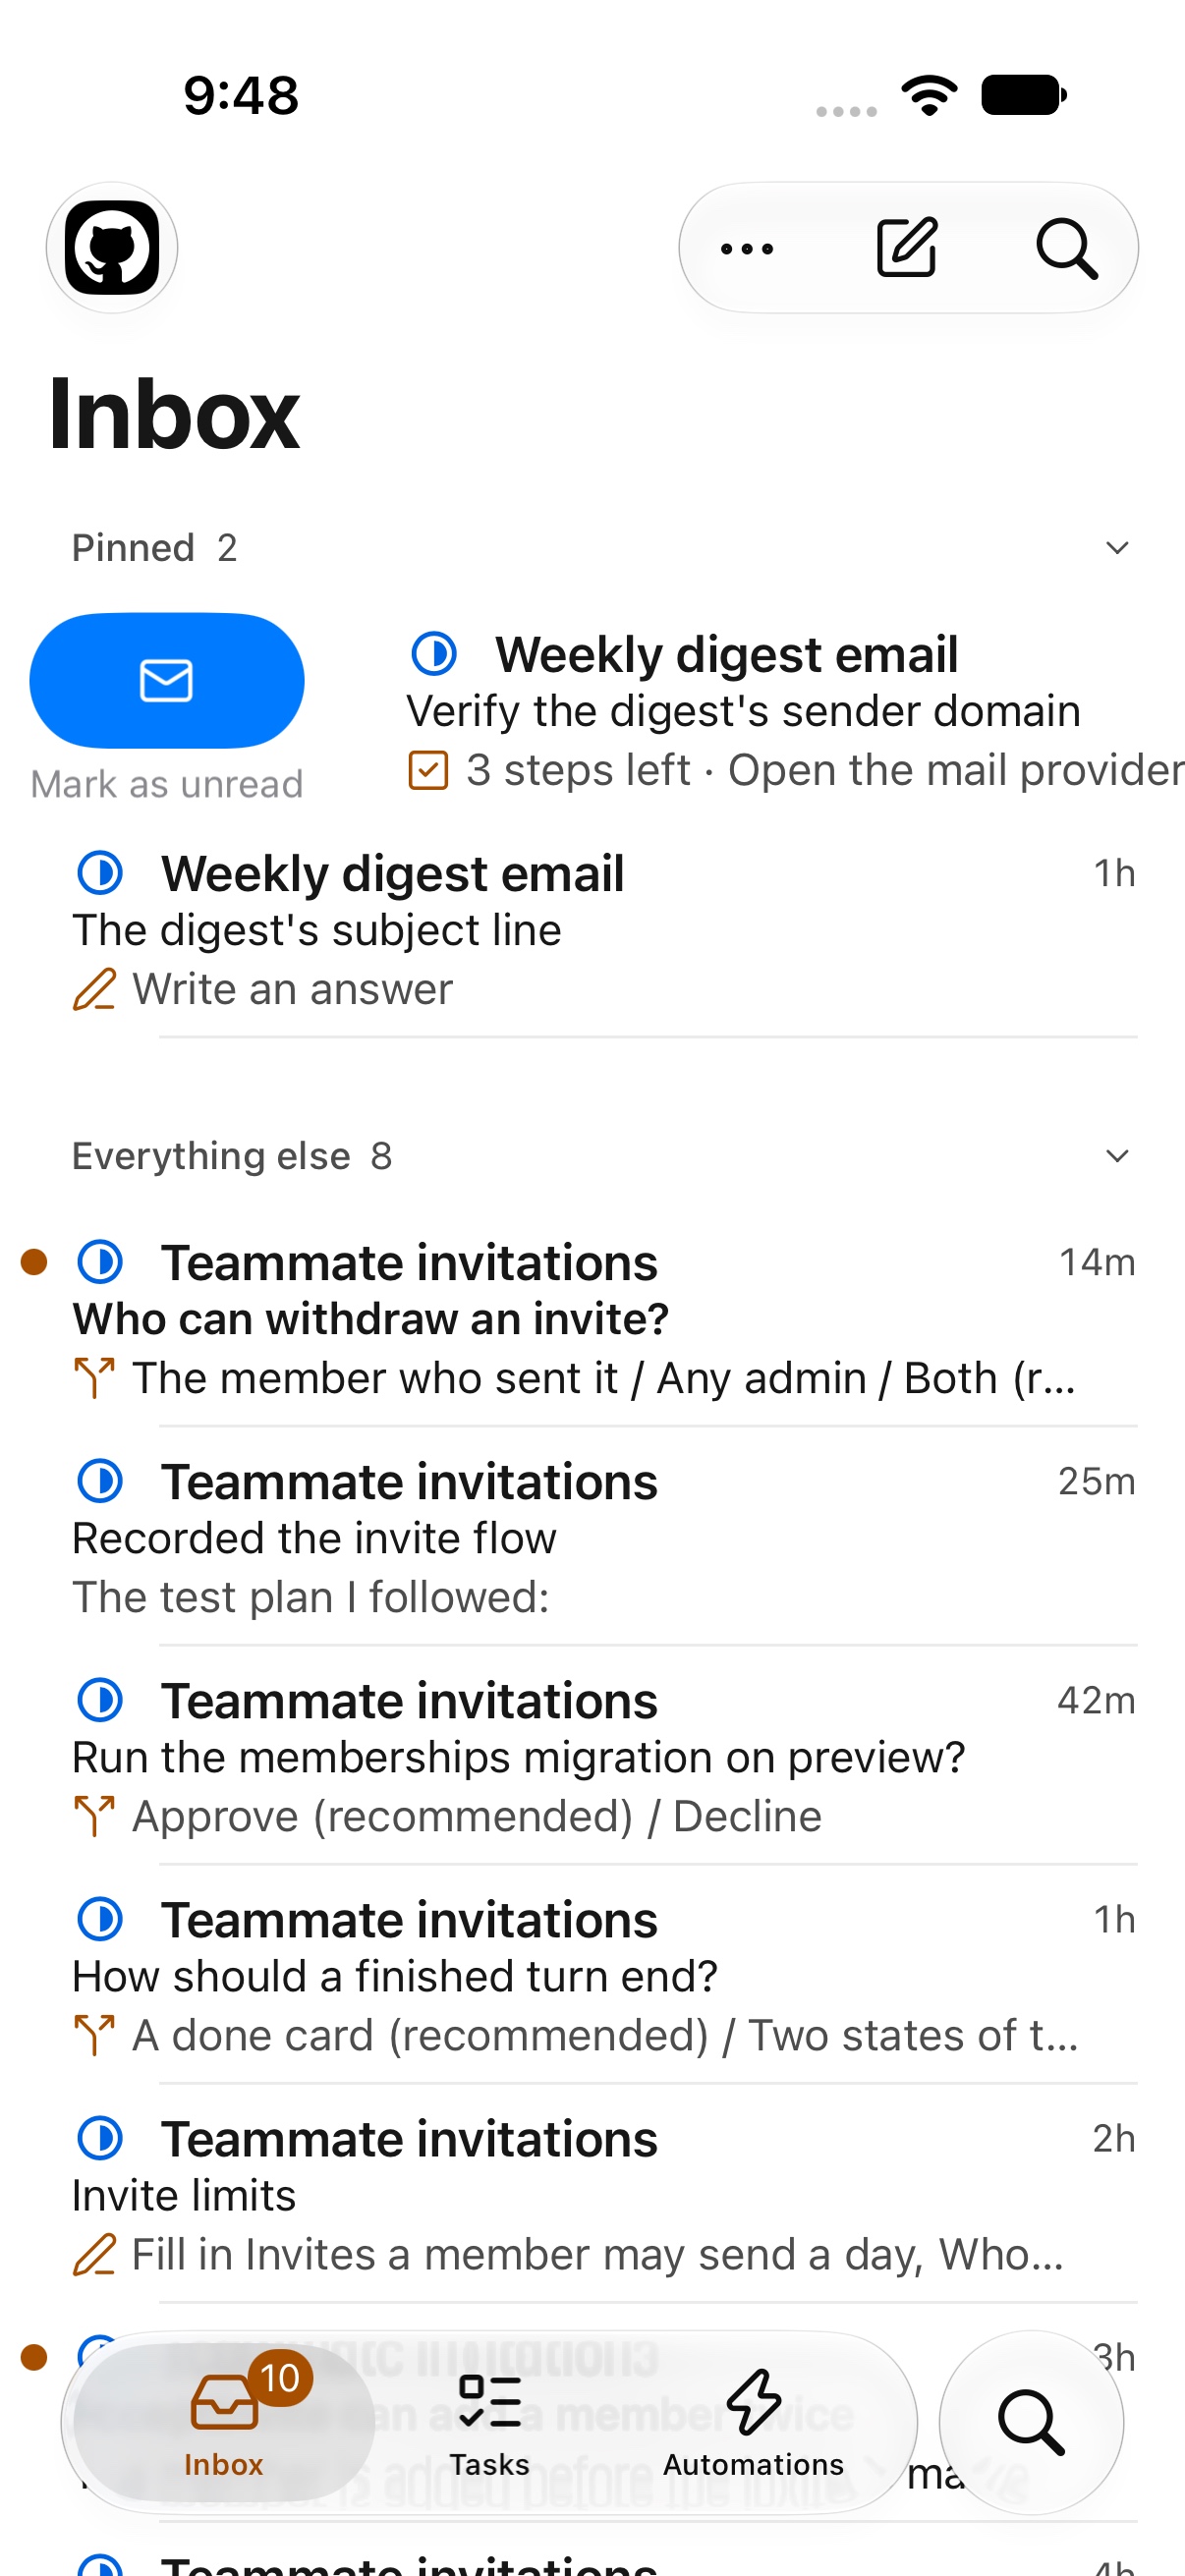 9:48
Inbox
Pinned 2
Weekly digest email
Verify the digest's sender domain
3 steps left · Open the mail provider
Mark as unread
Weekly digest email 1h
The digest's subject line
Write an answer
Everything else 8
Teammate invitations 14m
Who can withdraw an invite?
The member who sent it / Any admin / Both (r...
Teammate invitations 25m
Recorded the invite flow
The test plan I followed:
Teammate invitations 42m
Run the memberships migration on preview?
Approve (recommended) / Decline
Teammate invitations 1h
How should a finished turn end?
A done card (recommended) / Two states of t...
Teammate invitations 2h
Invite limits
Fill in Invites a member may send a day, Who...
3h
10
Inbox Tasks Automations
Teammate invitations 4h